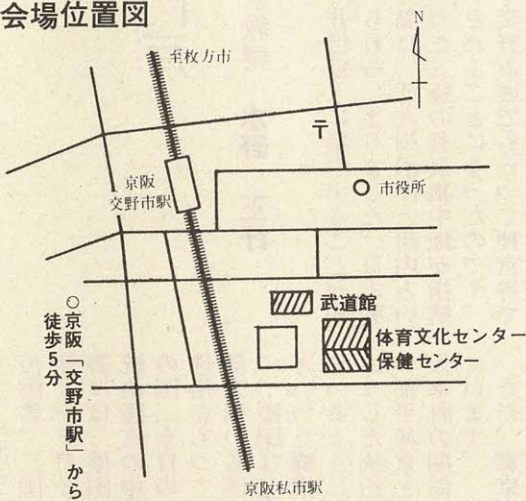 会場位置図
N
至枚方市
〒
京阪
交野市駅
市役所
武道館
体育文化センター
保健センター
○京阪「交野市駅」から
徒歩5分
京阪私市駅